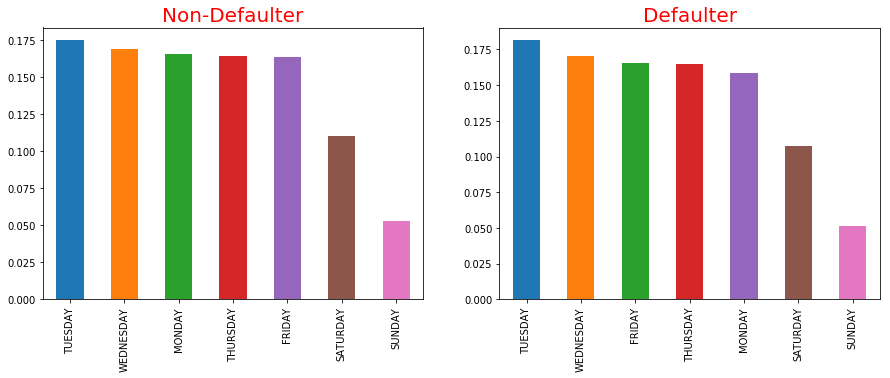 Non-Defaulter
0.175
0.150
0.125
0.100
0.075
0.050
0.025
0.000
TUESDAY
WEDNESDAY
MONDAY
THURSDAY
FRIDAY
SATURDAY
SUNDAY
Defaulter
0.175
0.150
0.125
0.100
0.075
0.050
0.025
0.000
TUESDAY
WEDNESDAY
FRIDAY
THURSDAY
MONDAY
SATURDAY
SUNDAY